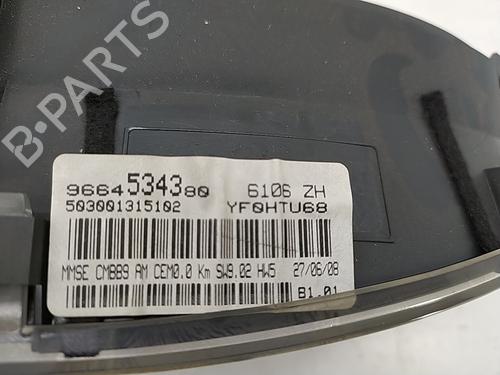 B-PARTS
9664534380 6106 ZH
503001315102 YF0HTU68
MMSE CMBB9 AM CEM0.0 Km SW9.02 HW5 27/06/08
B1.01